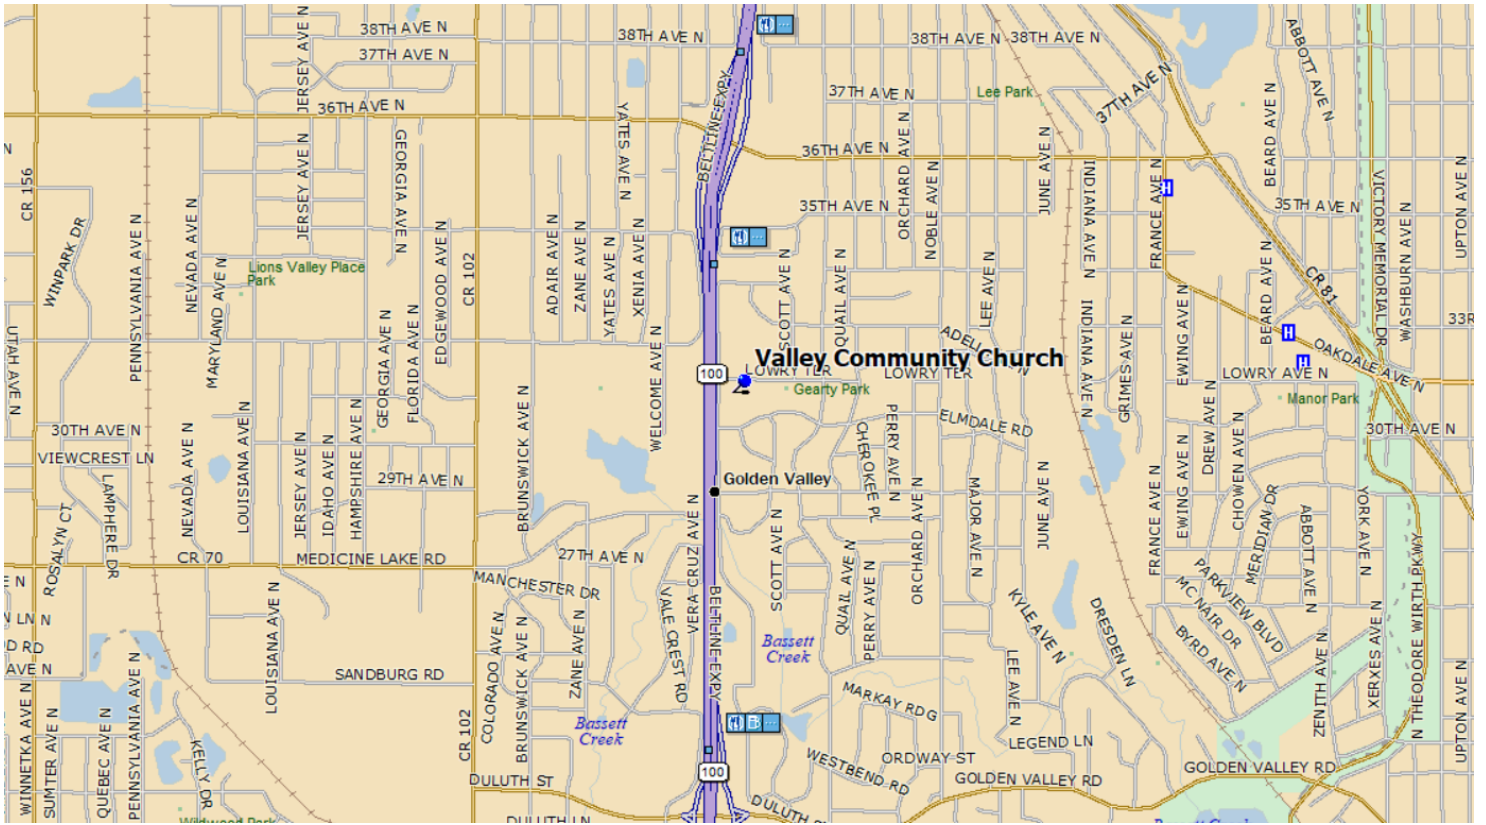 38TH AVE N
37TH AVE N
36TH AVE N
JERSEY AVE N
38TH AVE N
38TH AVE N
38TH AVE N
37TH AVE N
Lee Park
37TH AVE N
ABBOTT AVE N
BEARD AVE N
BELTLINE EXPY
36TH AVE N
35TH AVE N
35TH AVE N
N
CR 156
WINPARK DR
PENNSYLVANIA AVE N
NEVADA AVE N
MARYLAND AVE N
JERSEY AVE N
GEORGIA AVE N
Lions Valley Place
Park
EDGEWOOD AVE N
CR 102
ADAIR AVE N
ZANE AVE N
YATES AVE N
YATES AVE N
XENIA AVE N
SCOTT AVE N
QUAIL AVE N
ORCHARD AVE N
NOBLE AVE N
LEE AVE N
JUNE AVE N
INDIANA AVE N
FRANCE AVE N
H
CR 81
BEARD AVE N
VICTORY MEMORIAL DR
WASHBURN AVE N
UPTON AVE N
33R
UTAH AVE N
GEORGIA AVE N
FLORIDA AVE N
WELCOME AVE N
100
Valley Community Church
LOWRY TER
LOWRY TER
Gearty Park
INDIANA AVE N
GRIMES AVE N
EWING AVE N
H
H
OAKDALE AVE N
LOWRY AVE N
Manor Park
30TH AVE N
30TH AVE N
VIEWCREST LN
29TH AVE N
LAMPHERE DR
ROSALYN CT
NEVADA AVE N
LOUISIANA AVE N
JERSEY AVE N
IDAHO AVE N
HAMPSHIRE AVE N
BRUNSWICK AVE N
ELMDALE RD
CHEROKEE PL
PERRY AVE N
Golden Valley
ORCHARD AVE N
MAJOR AVE N
JUNE AVE N
FRANCE AVE N
EWING AVE N
DREW AVE N
CHOWEN AVE N
MERIDIAN DR
ABBOTT AVE N
YORK AVE N
CR 70
MEDICINE LAKE RD
27TH AVE N
MANCHESTER DR
VERA CRUZ AVE N
VALE CREST RD
BELTLINE EXPY
SCOTT AVE N
QUAIL AVE N
PERRY AVE N
Bassett
Creek
KYLE AVE N
DRESDEN LN
PARKVIEW BLVD
MC NAIR DR
BYRD AVE N
N THEODORE WIRTH PKWY
E N
N LN N
D RD
AVE N
LOUISIANA AVE N
SANDBURG RD
COLORADO AVE N
BRUNSWICK AVE N
ZANE AVE N
Bassett
Creek
B
MARKAY RDG
LEE AVE N
ZENITH AVE N
XERXES AVE N
UPTON AVE N
WINNETKA AVE N
SUMTER AVE N
QUEBEC AVE N
PENNSYLVANIA AVE N
KELLY DR
CR 102
100
ORDWAY ST
LEGEND LN
WESTBEND RD
GOLDEN VALLEY RD
GOLDEN VALLEY RD
DULUTH ST
DULUTH
DULUTH LN
Wildwood Park
Bassett Creek